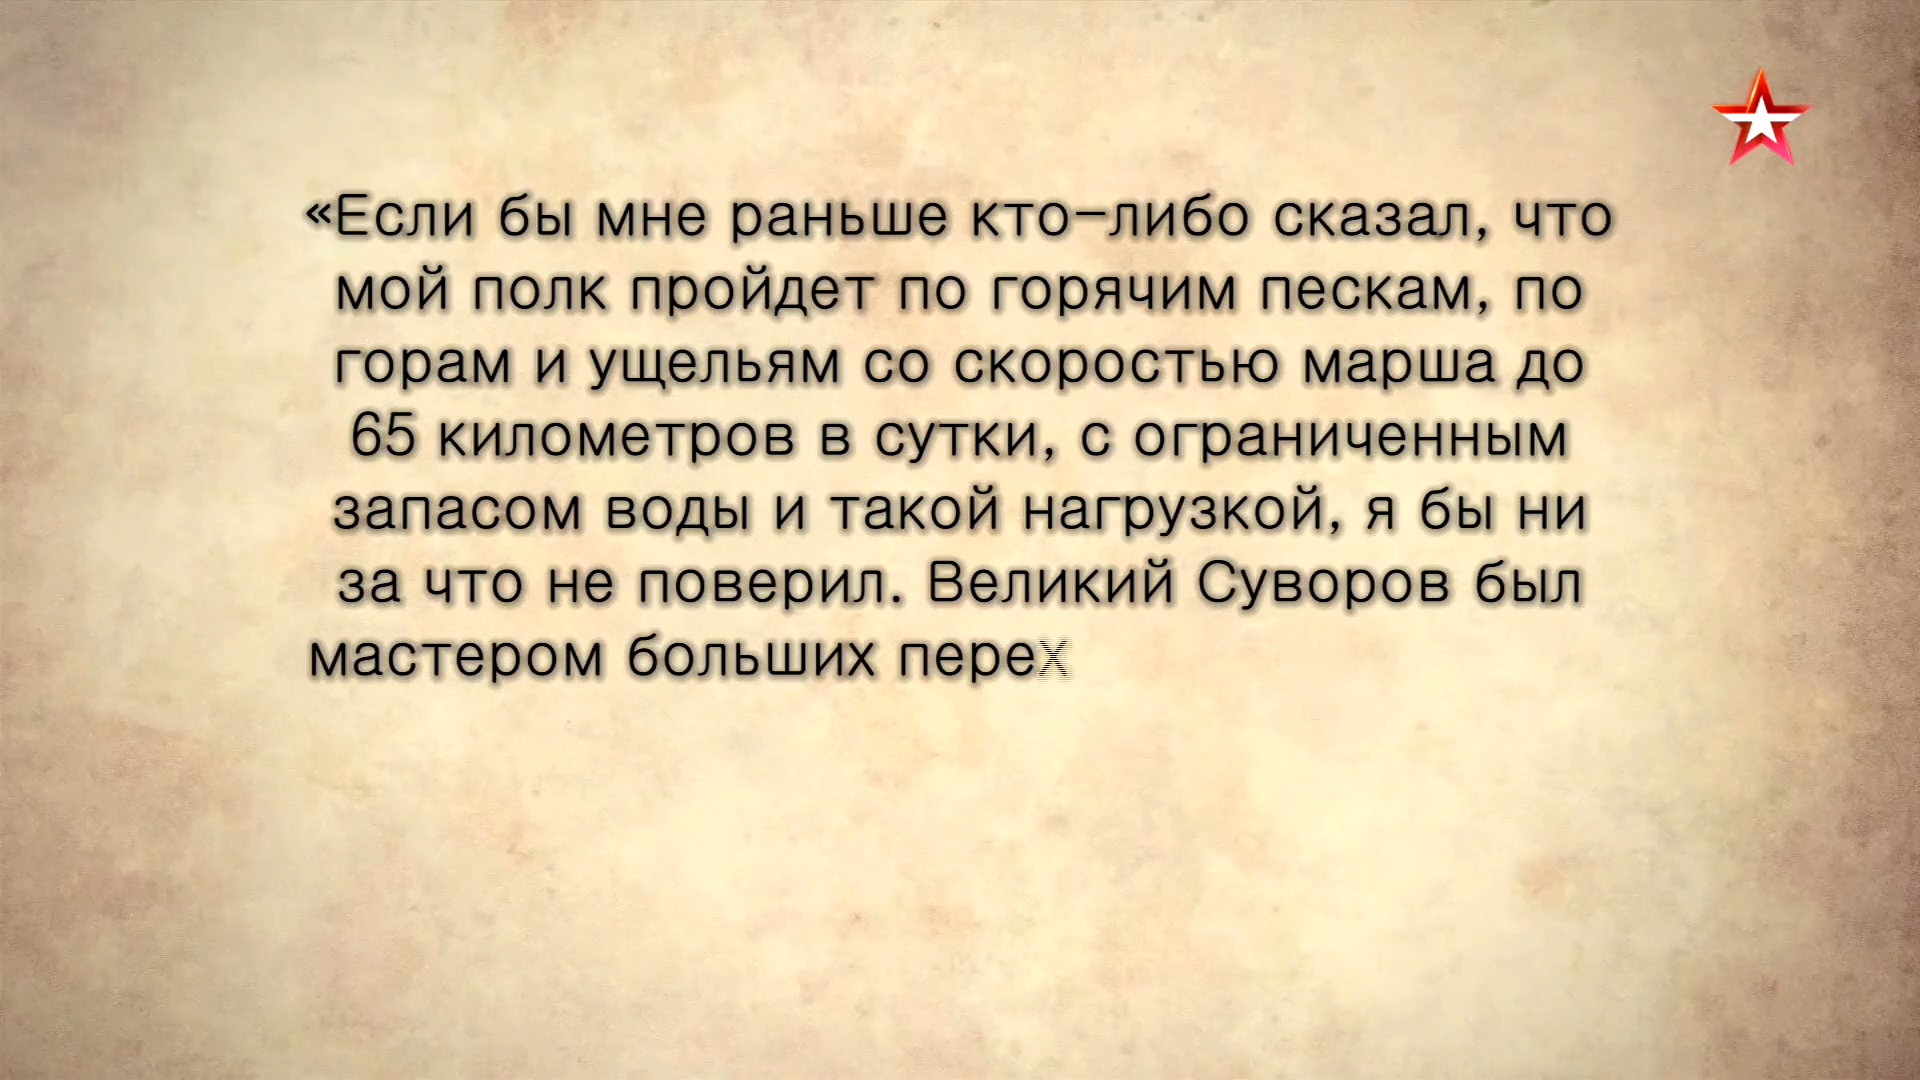 «Если бы мне раньше кто-либо сказал, что
мой полк пройдет по горячим пескам, по
горам и ущельям со скоростью марша до
65 километров в сутки, с ограниченным
запасом воды и такой нагрузкой, я бы ни
за что не поверил. Великий Суворов был
мастером больших перех